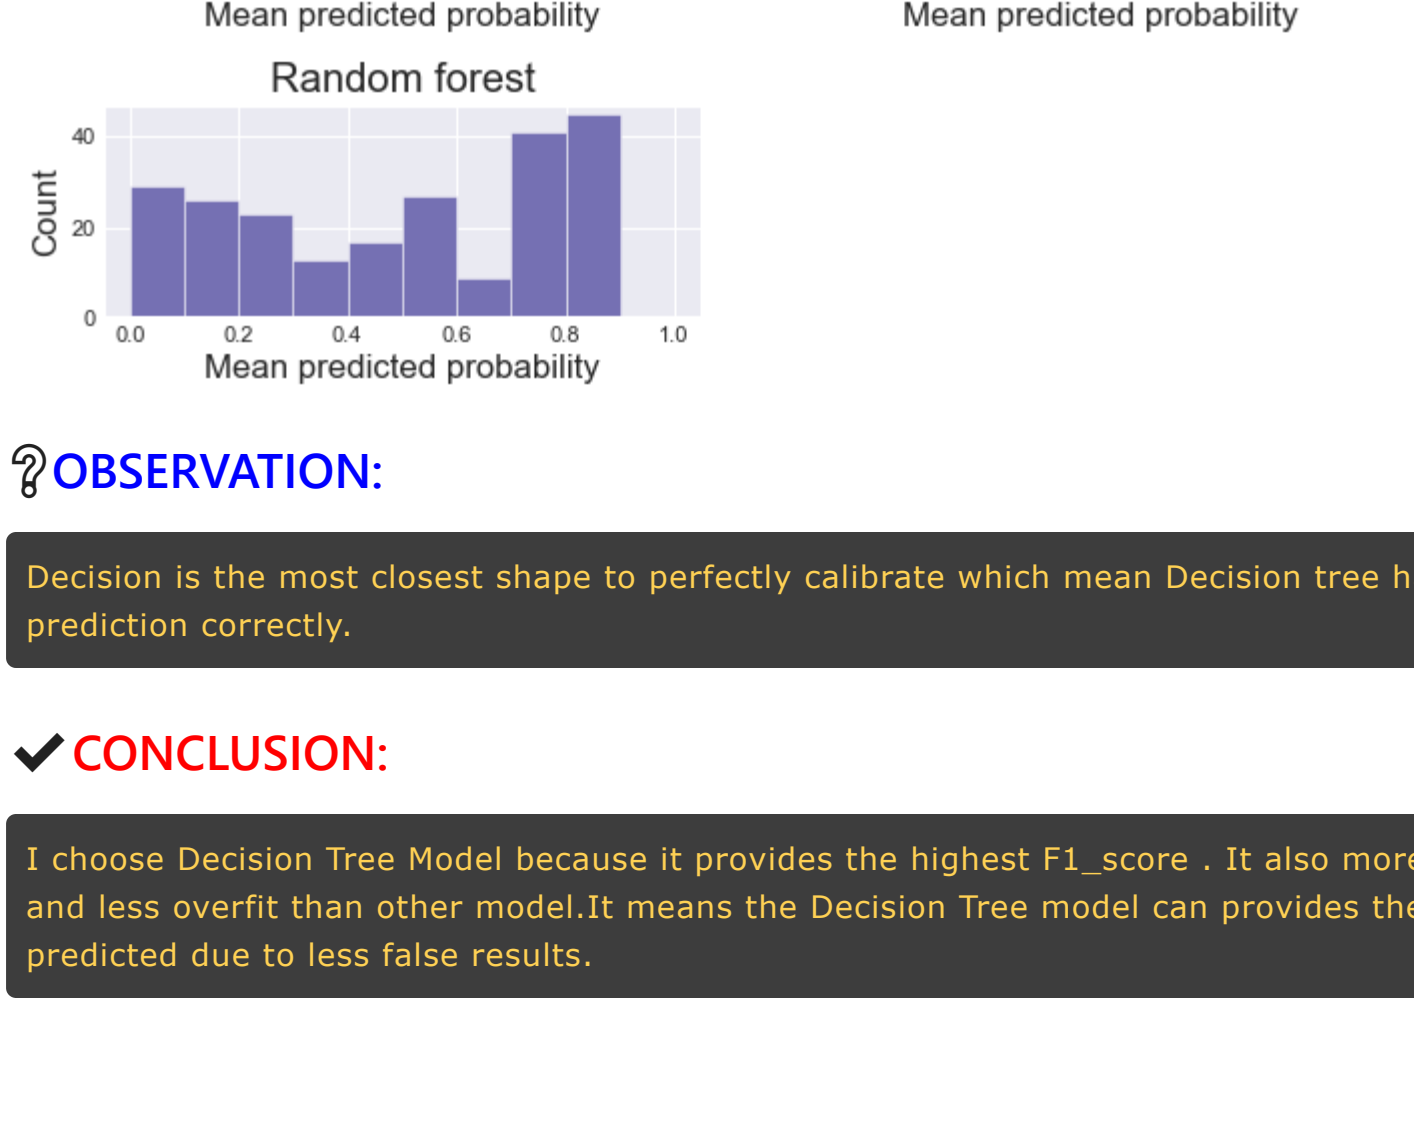 Mean predicted probability Mean predicted probability
Random forest
40
Count
20
0
0.0 0.2 0.4 0.6 0.8 1.0
Mean predicted probability
OBSERVATION:
Decision is the most closest shape to perfectly calibrate which mean Decision tree h
prediction correctly.
CONCLUSION:
I choose Decision Tree Model because it provides the highest F1_score . It also more
and less overfit than other model.It means the Decision Tree model can provides the
predicted due to less false results.